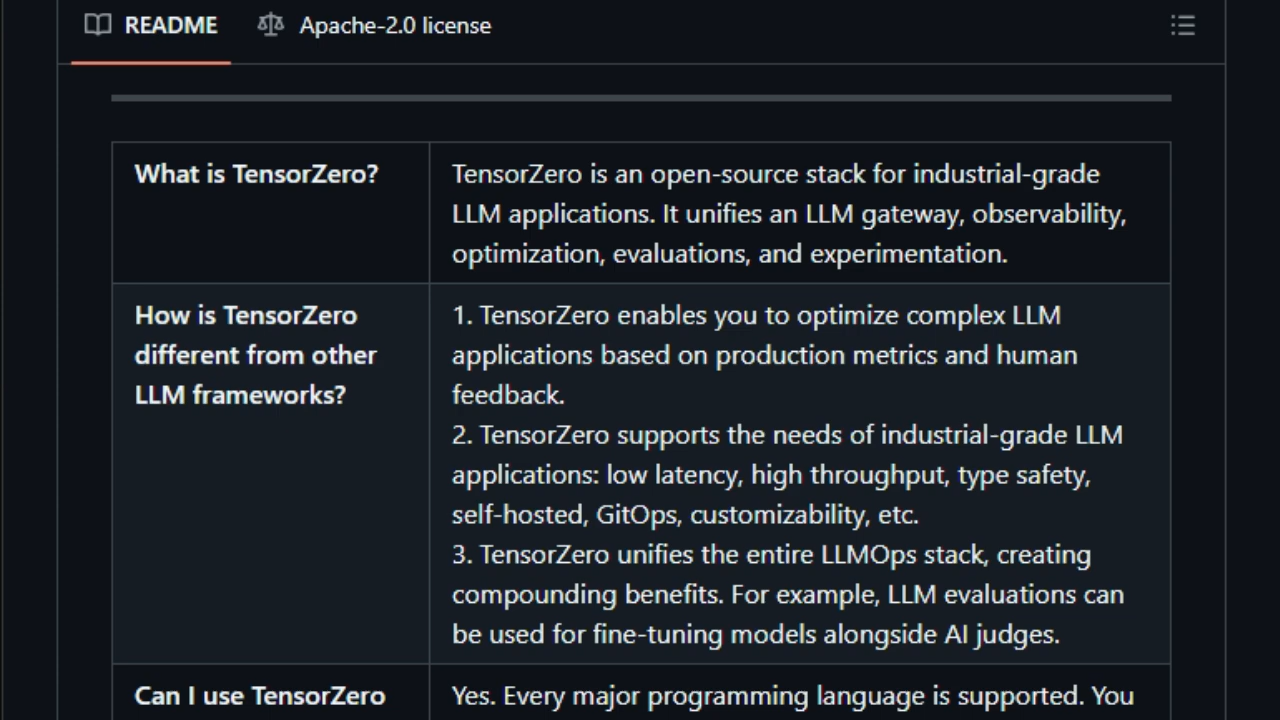 README
Apache-2.0 license
What is TensorZero?
TensorZero is an open-source stack for industrial-grade
LLM applications. It unifies an LLM gateway, observability,
optimization, evaluations, and experimentation.
How is TensorZero
different from other
LLM frameworks?
1. TensorZero enables you to optimize complex LLM
applications based on production metrics and human
feedback.
2. TensorZero supports the needs of industrial-grade LLM
applications: low latency, high throughput, type safety,
self-hosted, GitOps, customizability, etc.
3. TensorZero unifies the entire LLMOps stack, creating
compounding benefits. For example, LLM evaluations can
be used for fine-tuning models alongside AI judges.
Can I use TensorZero
Yes. Every major programming language is supported. You